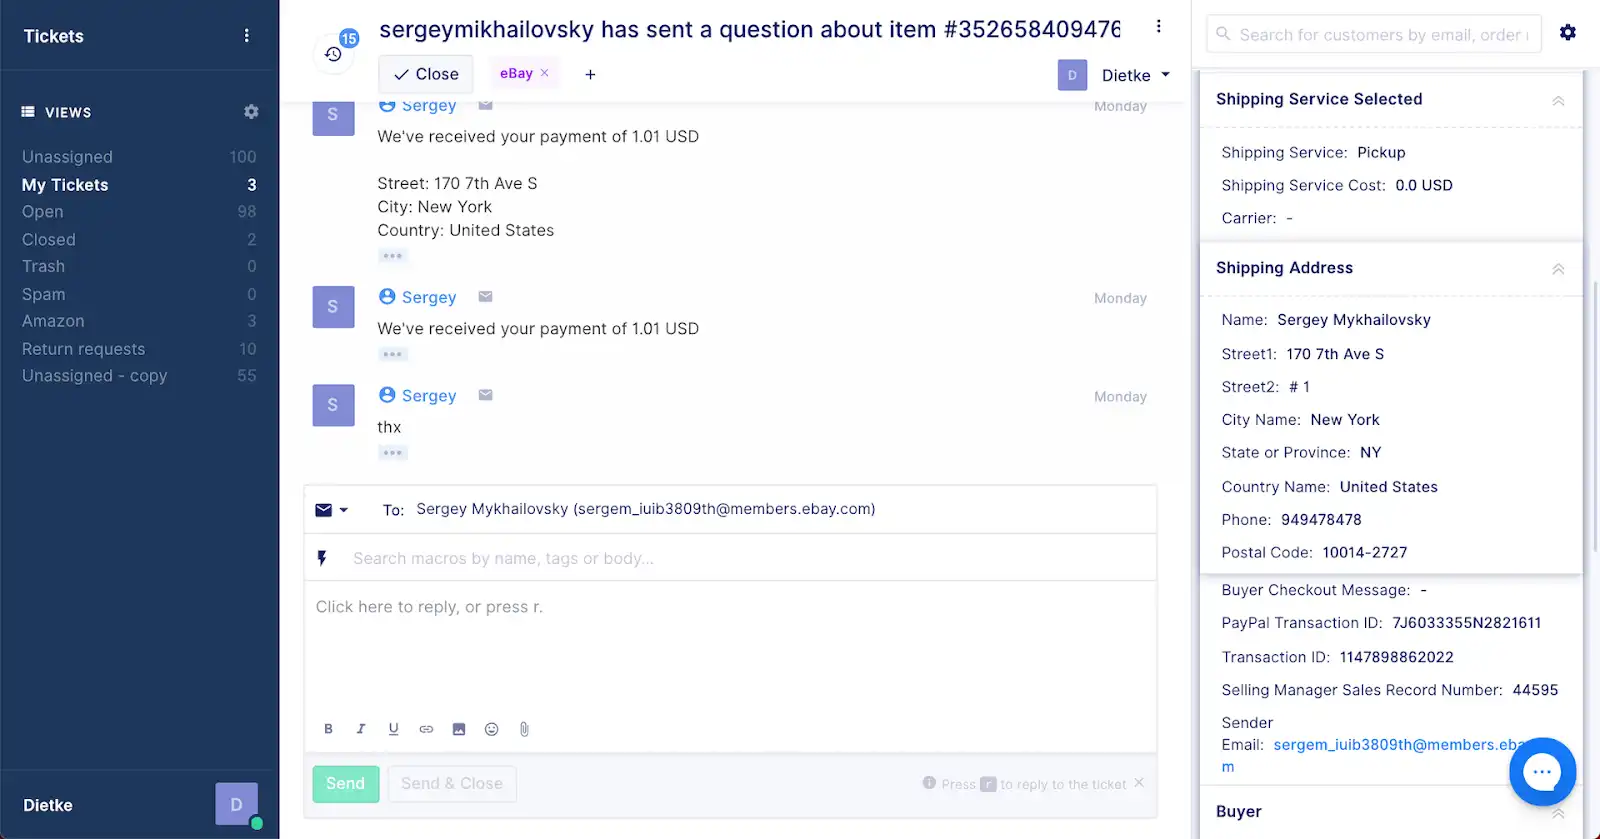 Tickets
VIEWS
Unassigned 100
My Tickets 3
Open 98
Closed 2
Trash 0
Spam 0
Amazon 3
Return requests 10
Unassigned - copy 55
Dietke D
15
sergeymikhailovsky has sent a question about item #352658409476
Close eBay × +
D Dietke
S Sergey Monday
We've received your payment of 1.01 USD
Street: 170 7th Ave S
City: New York
Country: United States
•••
S Sergey Monday
We've received your payment of 1.01 USD
•••
S Sergey Monday
thx
•••
To: Sergey Mykhailovsky (sergem_iuib3809th@members.ebay.com)
Search macros by name, tags or body...
Click here to reply, or press r.
B I U
Send Send & Close Press r to reply to the ticket ×
Search for customers by email, order
Shipping Service Selected
Shipping Service: Pickup
Shipping Service Cost: 0.0 USD
Carrier: -
Shipping Address
Name: Sergey Mykhailovsky
Street1: 170 7th Ave S
Street2: # 1
City Name: New York
State or Province: NY
Country Name: United States
Phone: 949478478
Postal Code: 10014-2727
Buyer Checkout Message: -
PayPal Transaction ID: 7J6033355N2821611
Transaction ID: 1147898862022
Selling Manager Sales Record Number: 44595
Sender
Email: sergem_iuib3809th@members.eba
m
Buyer